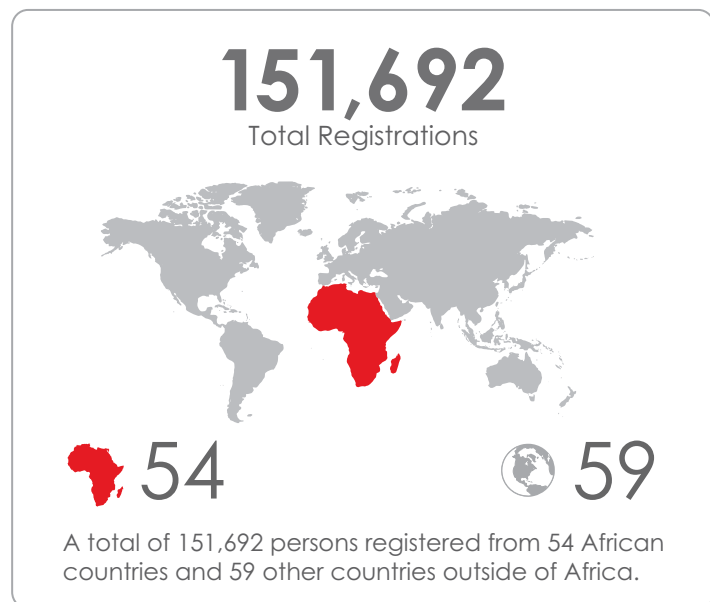 151,692
Total Registrations
54
59
A total of 151,692 persons registered from 54 African
countries and 59 other countries outside of Africa.